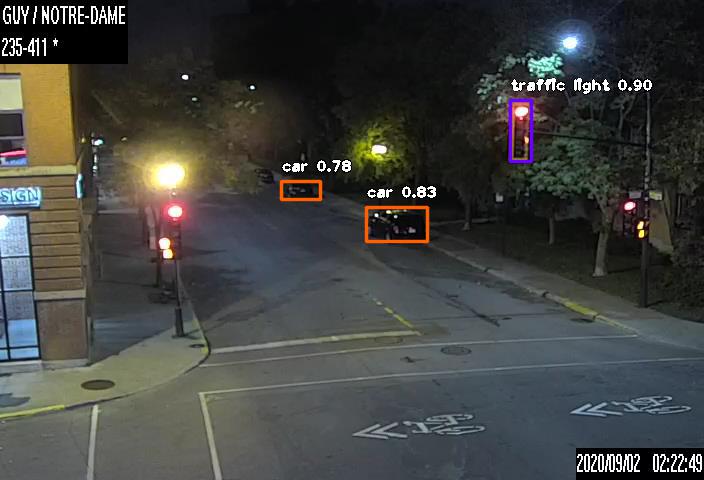 GUY / NOTRE-DAME
235-411 *
traffic light 0.90
car 0.78
car 0.83
SIGN
2020/09/02 02:22:49